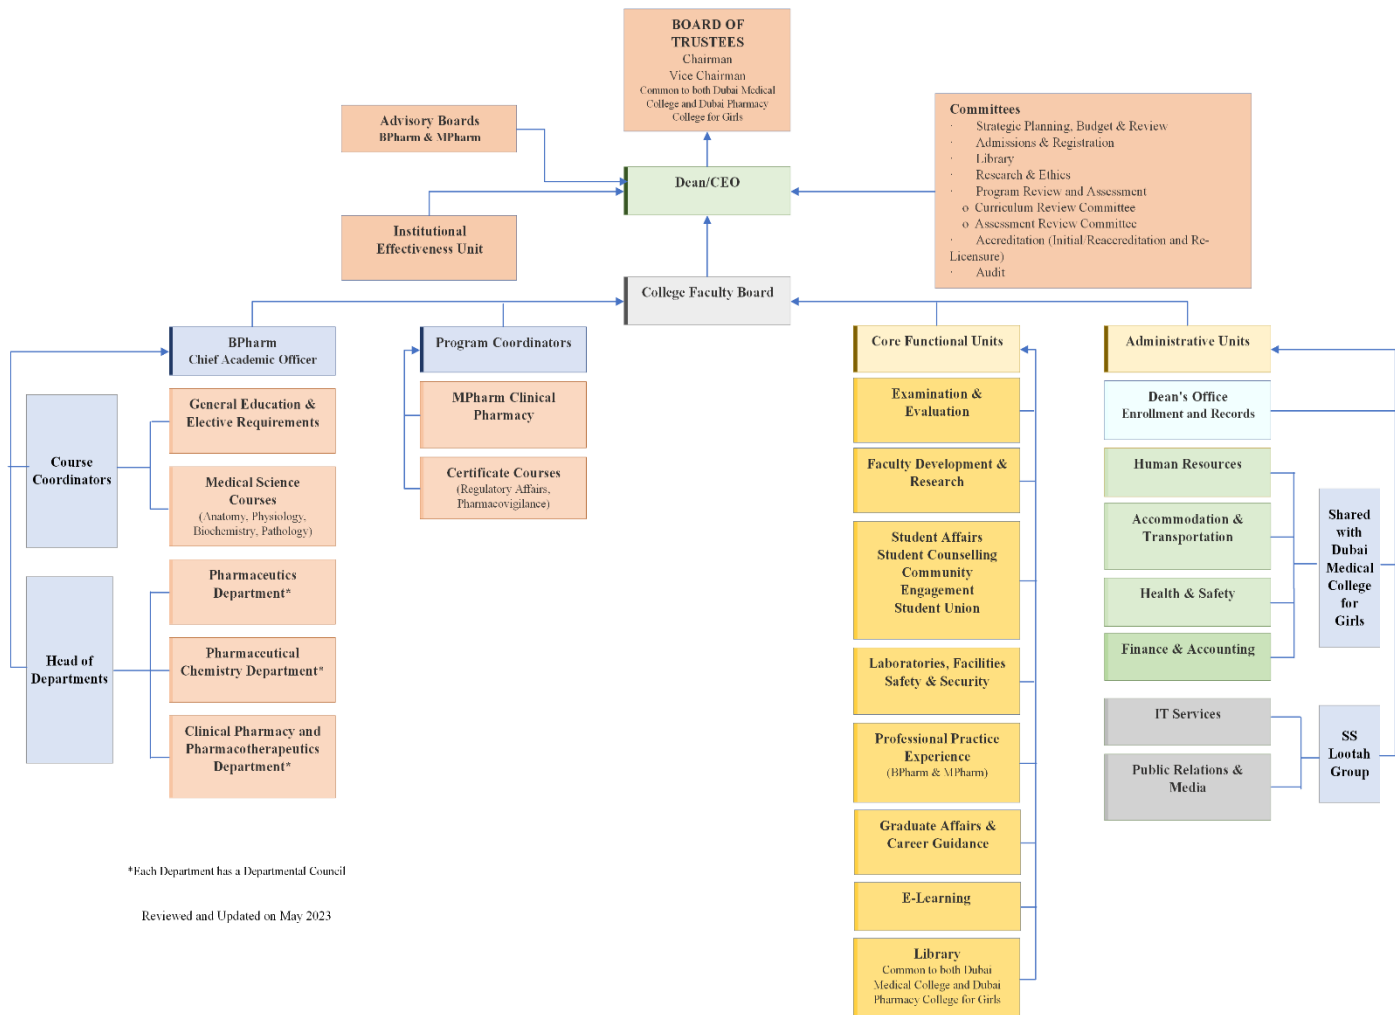 BOARD OF
TRUSTEES
Chairman
Vice Chairman
Common to both Dubai Medical
College and Dubai Pharmacy
College for Girls
Advisory Boards
BPharm & MPharm
Committees
· Strategic Planning, Budget & Review
· Admissions & Registration
· Library
· Research & Ethics
· Program Review and Assessment
o Curriculum Review Committee
o Assessment Review Committee
· Accreditation (Initial/Reaccreditation and Re-
Licensure)
· Audit
Dean/CEO
Institutional
Effectiveness Unit
College Faculty Board
BPharm
Chief Academic Officer
Program Coordinators
Core Functional Units
Administrative Units
Course
Coordinators
General Education &
Elective Requirements
Medical Science
Courses
(Anatomy, Physiology,
Biochemistry, Pathology)
Head of
Departments
Pharmaceutics
Department*
Pharmaceutical
Chemistry Department*
Clinical Pharmacy and
Pharmacotherapeutics
Department*
MPharm Clinical
Pharmacy
Certificate Courses
(Regulatory Affairs,
Pharmacovigilance)
Examination &
Evaluation
Faculty Development &
Research
Student Affairs
Student Counselling
Community
Engagement
Student Union
Laboratories, Facilities
Safety & Security
Professional Practice
Experience
(BPharm & MPharm)
Graduate Affairs &
Career Guidance
E-Learning
Library
Common to both Dubai
Medical College and Dubai
Pharmacy College for Girls
Dean's Office
Enrollment and Records
Human Resources
Accommodation &
Transportation
Health & Safety
Finance & Accounting
Shared
with
Dubai
Medical
College
for
Girls
IT Services
Public Relations &
Media
SS
Lootah
Group
*Each Department has a Departmental Council
Reviewed and Updated on May 2023